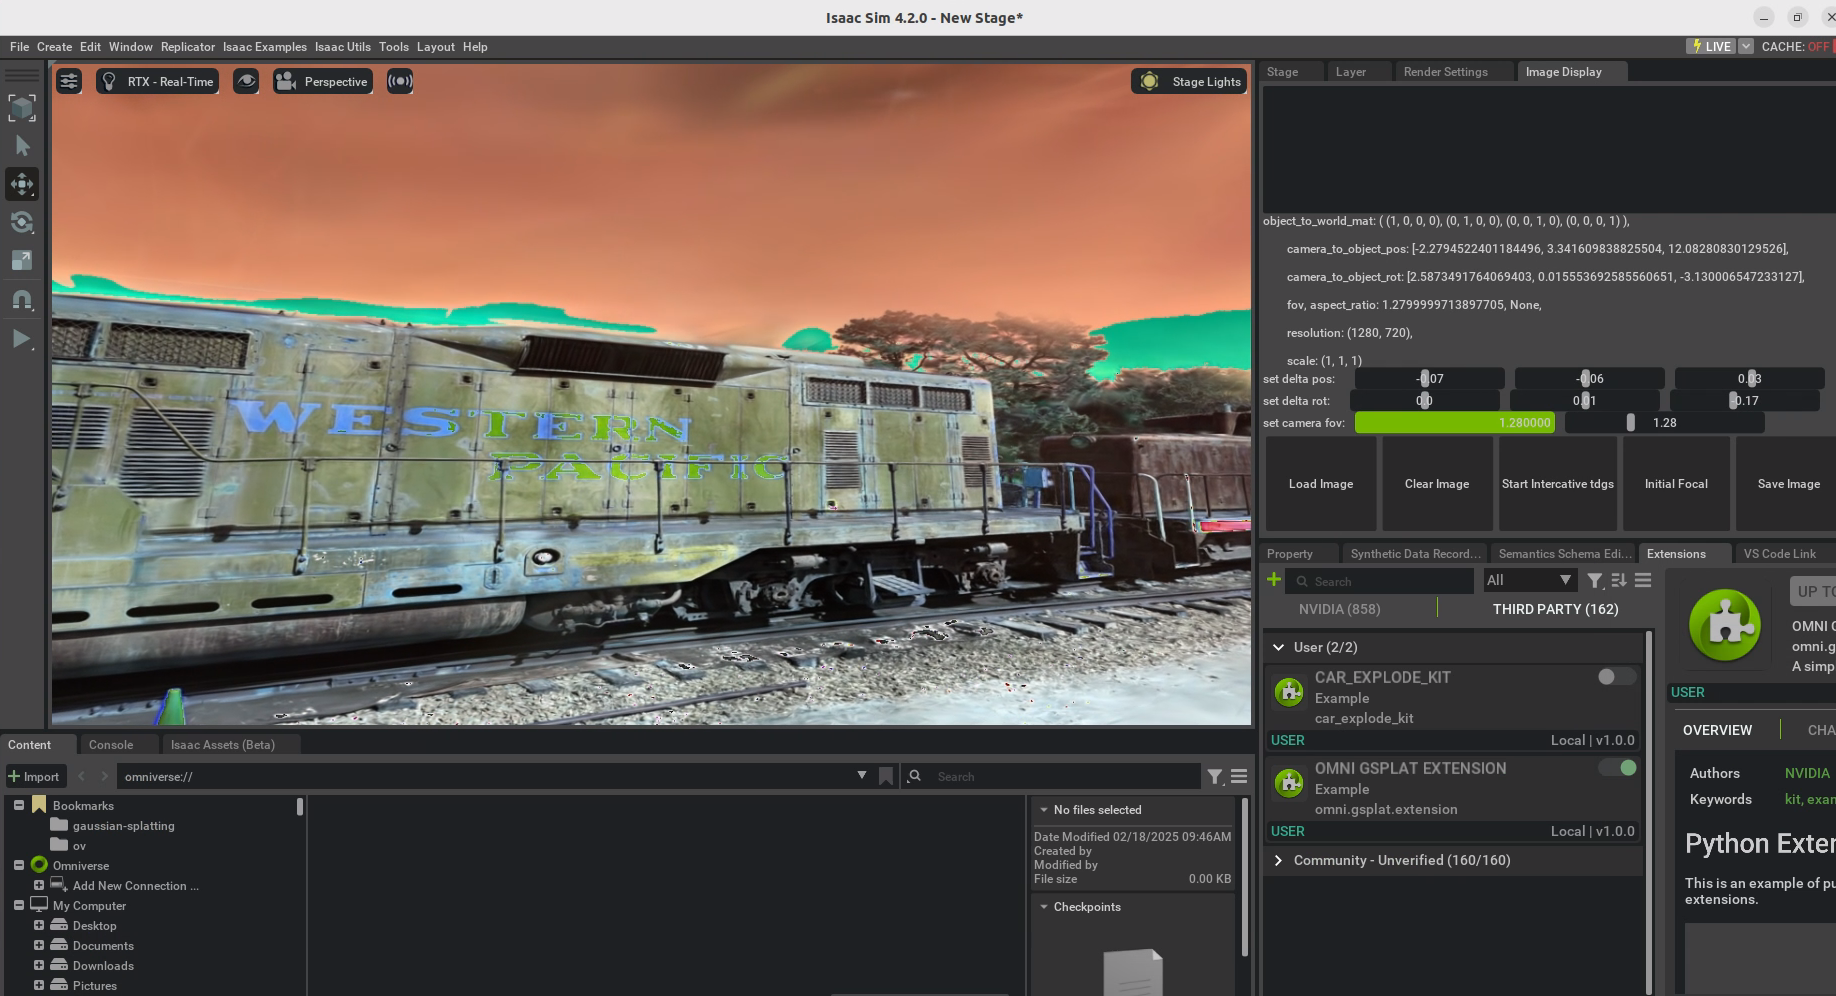 Isaac Sim 4.2.0 - New Stage*
File Create Edit Window Replicator Isaac Examples Isaac Utils Tools Layout Help
LIVE CACHE: OFF
RTX - Real-Time Perspective Stage Lights
WESTERN
PACIFIC
Stage Layer Render Settings Image Display
object_to_world_mat: ( (1, 0, 0, 0), (0, 1, 0, 0), (0, 0, 1, 0), (0, 0, 0, 1) ),
camera_to_object_pos: [-2.2794522401184496, 3.341609838825504, 12.08280830129526],
camera_to_object_rot: [2.5873491764069403, 0.015553692585560651, -3.130006547233127],
fov, aspect_ratio: 1.2799999713897705, None,
resolution: (1280, 720),
scale: (1, 1, 1)
set delta pos: -0.07 -0.06 0.03
set delta rot: 0.0 0.01 -0.17
set camera fov: 1.280000 1.28
Load Image Clear Image Start Intercative tdgs Initial Focal Save Image
Property Synthetic Data Record... Semantics Schema Edi... Extensions VS Code Link
Search All
NVIDIA (858) THIRD PARTY (162)
User (2/2)
CAR_EXPLODE_KIT
Example
car_explode_kit
USER Local | v1.0.0
OMNI GSPLAT EXTENSION
Example
omni.gsplat.extension
USER Local | v1.0.0
Community - Unverified (160/160)
UP TO
OMNI G
omni.g
A simp
USER
OVERVIEW CHA
Authors NVIDIA
Keywords kit, exam
Python Exten
This is an example of pu
extensions.
Content Console Isaac Assets (Beta)
Import omniverse:// Search
Bookmarks
gaussian-splatting
ov
Omniverse
Add New Connection ...
My Computer
Desktop
Documents
Downloads
Pictures
No files selected
Date Modified 02/18/2025 09:46AM
Created by
Modified by
File size 0.00 KB
Checkpoints